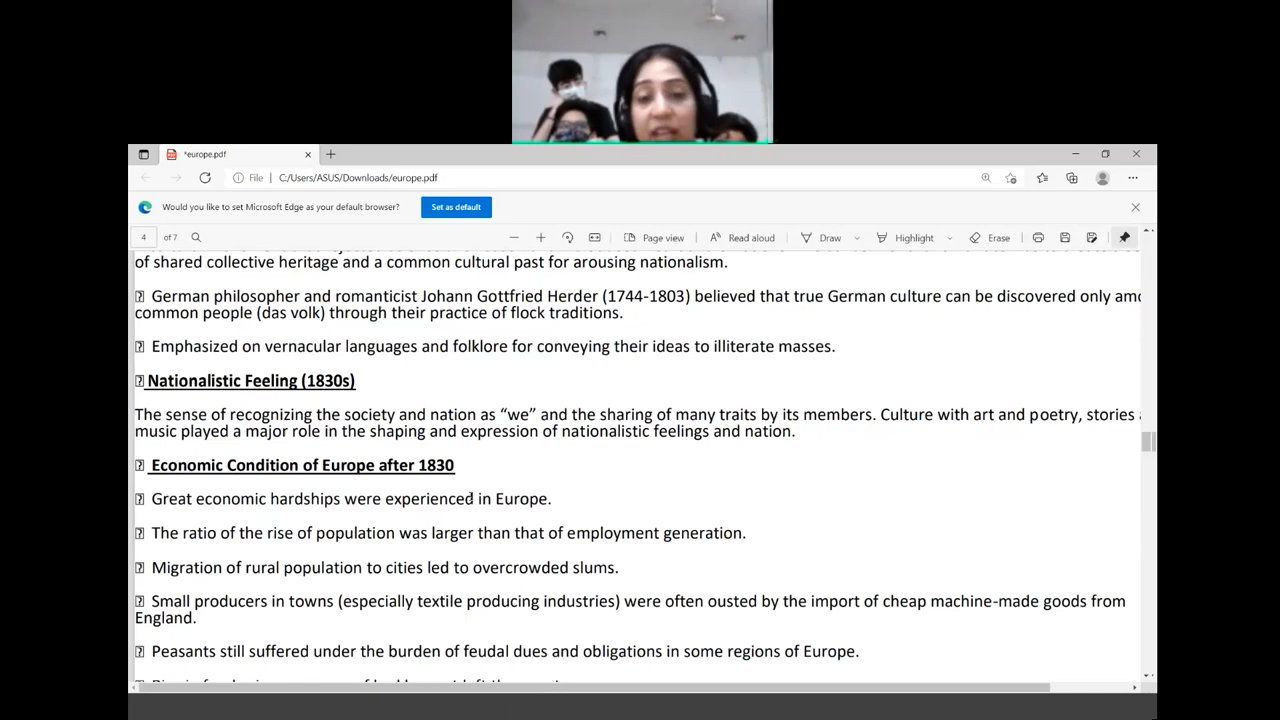 *europe.pdf
File
C:/Users/ASUS/Downloads/europe.pdf
Would you like to set Microsoft Edge as your default browser?
Set as default
4
of 7
Page view
Read aloud
Draw
Highlight
Erase
of shared collective heritage and a common cultural past for arousing nationalism.
German philosopher and romanticist Johann Gottfried Herder (1744-1803) believed that true German culture can be discovered only amo
common people (das volk) through their practice of flock traditions.
Emphasized on vernacular languages and folklore for conveying their ideas to illiterate masses.
Nationalistic Feeling (1830s)
The sense of recognizing the society and nation as “we” and the sharing of many traits by its members. Culture with art and poetry, stories
music played a major role in the shaping and expression of nationalistic feelings and nation.
Economic Condition of Europe after 1830
Great economic hardships were experienced in Europe.
The ratio of the rise of population was larger than that of employment generation.
Migration of rural population to cities led to overcrowded slums.
Small producers in towns (especially textile producing industries) were often ousted by the import of cheap machine-made goods from
England.
Peasants still suffered under the burden of feudal dues and obligations in some regions of Europe.